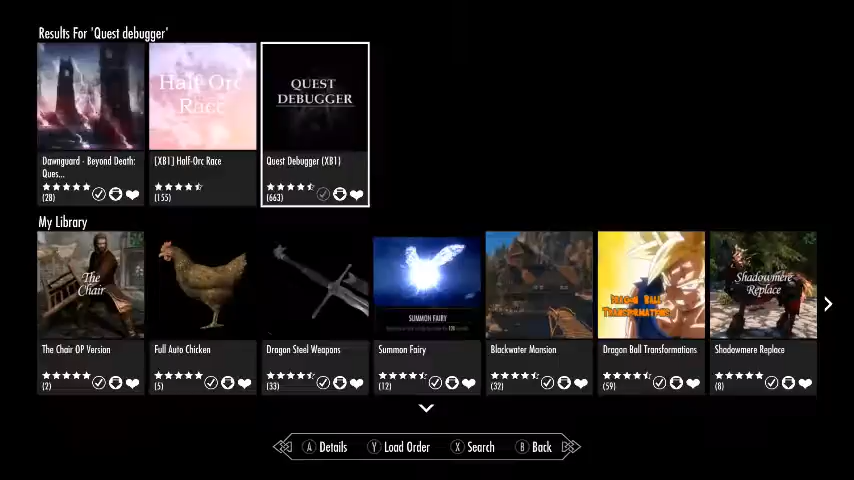 Results For 'Quest debugger'
Half-Orc
Race
QUEST
DEBUGGER
Dawnguard - Beyond Death:
Ques...
[XB1] Half-Orc Race
Quest Debugger (XB1)
(28)
(155)
(663)
My Library
The
Chair
SUMMON FAIRY
DRAGON BALL
TRANSFORMATIONS
Shadowmere
Replace
The Chair OP Version
Full Auto Chicken
Dragon Steel Weapons
Summon Fairy
Blackwater Mansion
Dragon Ball Transformations
Shadowmere Replace
(2)
(5)
(33)
(12)
(32)
(59)
(8)
A Details
Y Load Order
X Search
B Back